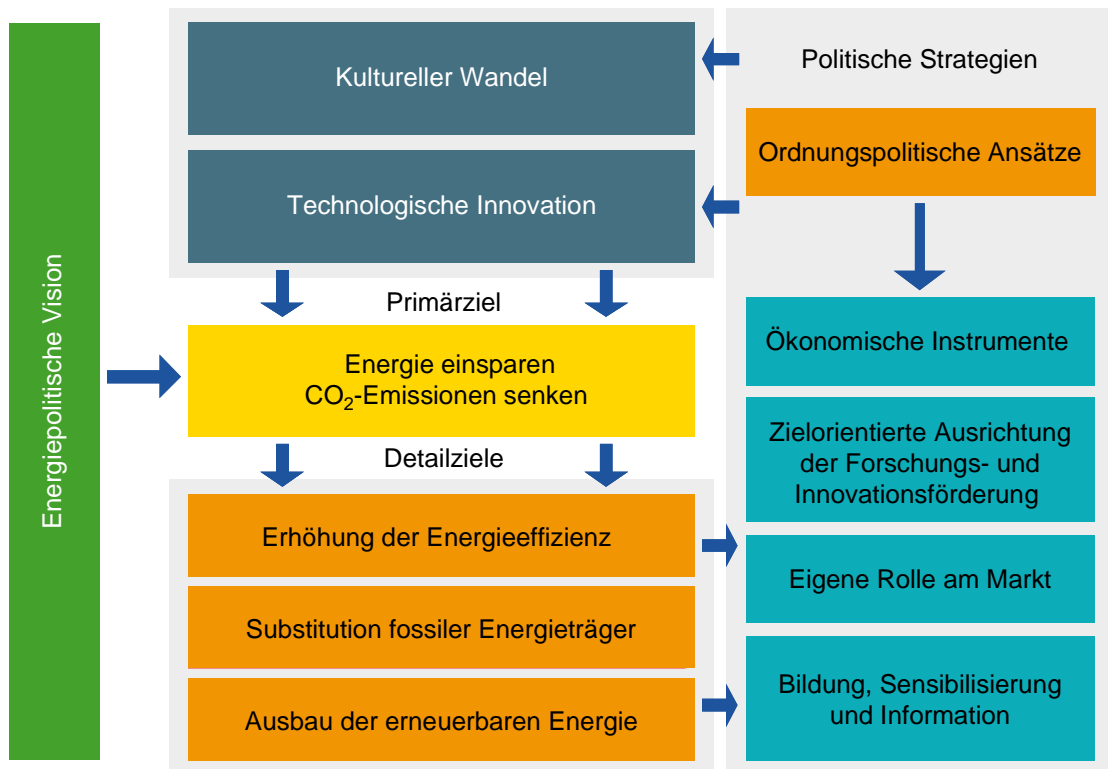 Energiepolitische Vision
Kultureller Wandel
Technologische Innovation
Primärziel
Energie einsparen
CO₂-Emissionen senken
Detailziele
Erhöhung der Energieeffizienz
Substitution fossiler Energieträger
Ausbau der erneuerbaren Energie
Politische Strategien
Ordnungspolitische Ansätze
Ökonomische Instrumente
Zielorientierte Ausrichtung
der Forschungs- und
Innovationsförderung
Eigene Rolle am Markt
Bildung, Sensibilisierung
und Information